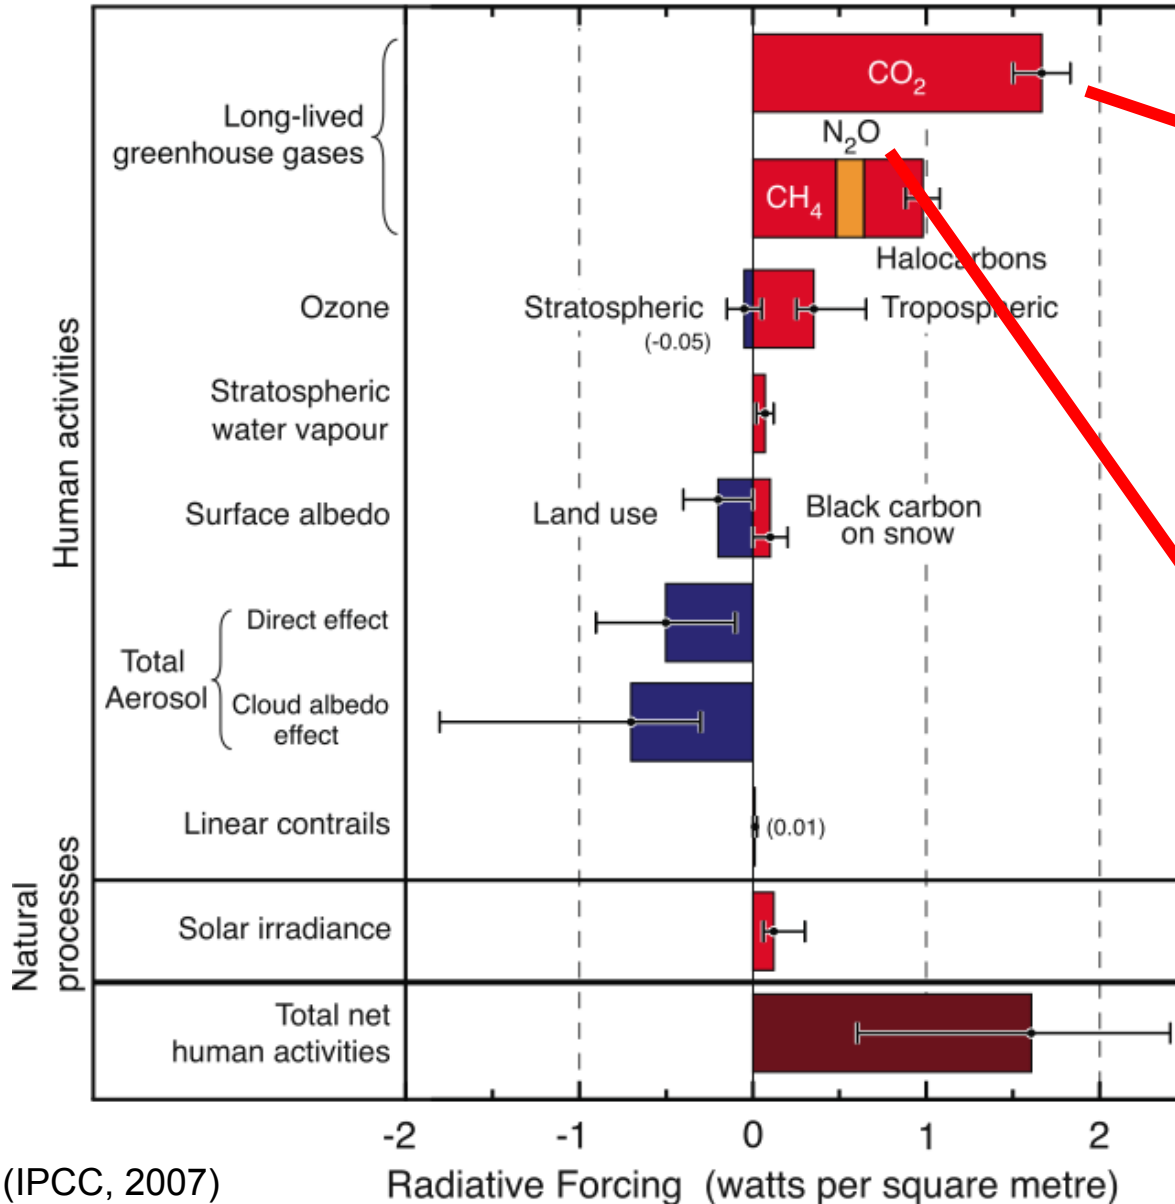 CO2
N2O
CH4
Halocarbons
Long-lived
greenhouse gases
Ozone
Stratospheric
(-0.05)
Tropospheric
Stratospheric
water vapour
Surface albedo
Land use
Black carbon
on snow
Human activities
Total
Aerosol
Direct effect
Cloud albedo
effect
Linear contrails
(0.01)
Natural
processes
Solar irradiance
Total net
human activities
-2 -1 0 1 2
Radiative Forcing (watts per square metre)
(IPCC, 2007)